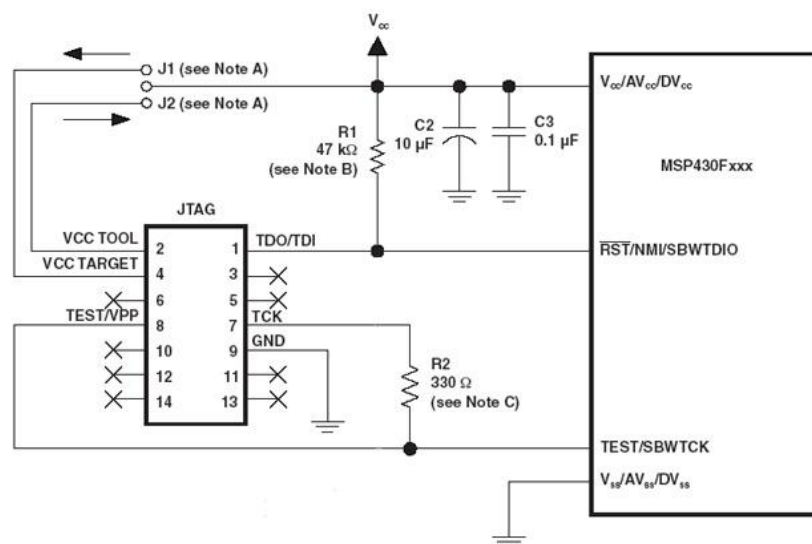 Vcc
J1 (see Note A)
J2 (see Note A)
Vcc/AVcc/DVcc
R1
47 kΩ
(see Note B)
C2
10 µF
C3
0.1 µF
MSP430Fxxx
JTAG
VCC TOOL
2
1
TDO/TDI
RST/NMI/SBWTDIO
VCC TARGET
4
3
6
5
TEST/VPP
8
7
TCK
10
9
GND
12
11
14
13
R2
330 Ω
(see Note C)
TEST/SBWTCK
Vss/AVss/DVss